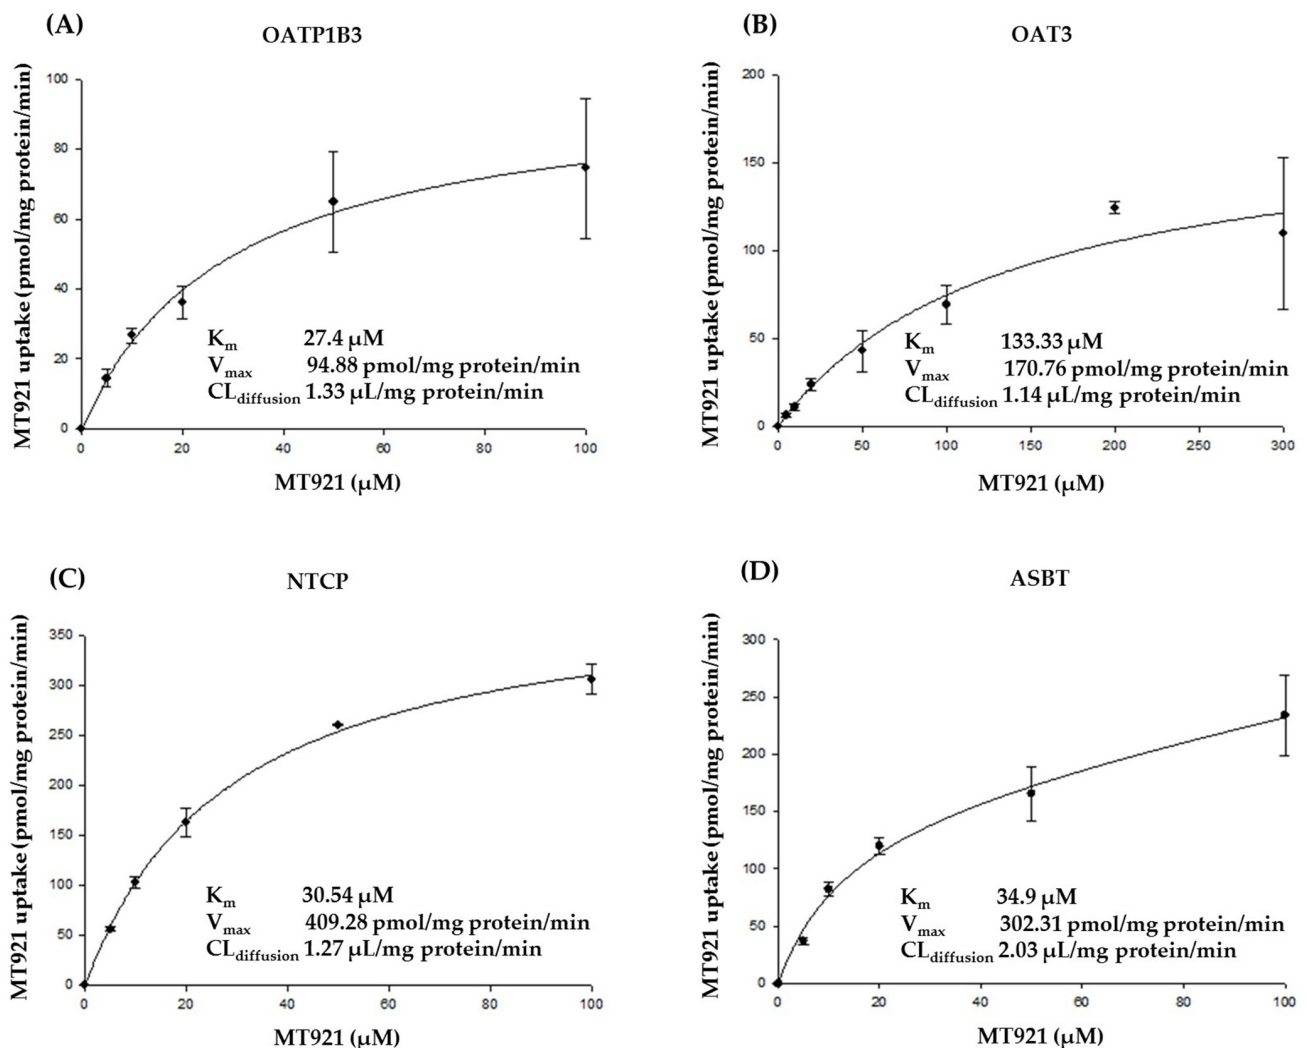 (A)
OATP1B3
MT921 uptake (pmol/mg protein/min)
100
80
60
40
20
0
Km 27.4 µM
Vmax 94.88 pmol/mg protein/min
CLdiffusion 1.33 µL/mg protein/min
0 20 40 60 80 100
MT921 (µM)
(B)
OAT3
MT921 uptake (pmol/mg protein/min)
200
150
100
50
0
Km 133.33 µM
Vmax 170.76 pmol/mg protein/min
CLdiffusion 1.14 µL/mg protein/min
0 50 100 150 200 250 300
MT921 (µM)
(C)
NTCP
MT921 uptake (pmol/mg protein/min)
350
300
250
200
150
100
50
0
Km 30.54 µM
Vmax 409.28 pmol/mg protein/min
CLdiffusion 1.27 µL/mg protein/min
0 20 40 60 80 100
MT921 (µM)
(D)
ASBT
MT921 uptake (pmol/mg protein/min)
300
250
200
150
100
50
0
Km 34.9 µM
Vmax 302.31 pmol/mg protein/min
CLdiffusion 2.03 µL/mg protein/min
0 20 40 60 80 100
MT921 (µM)